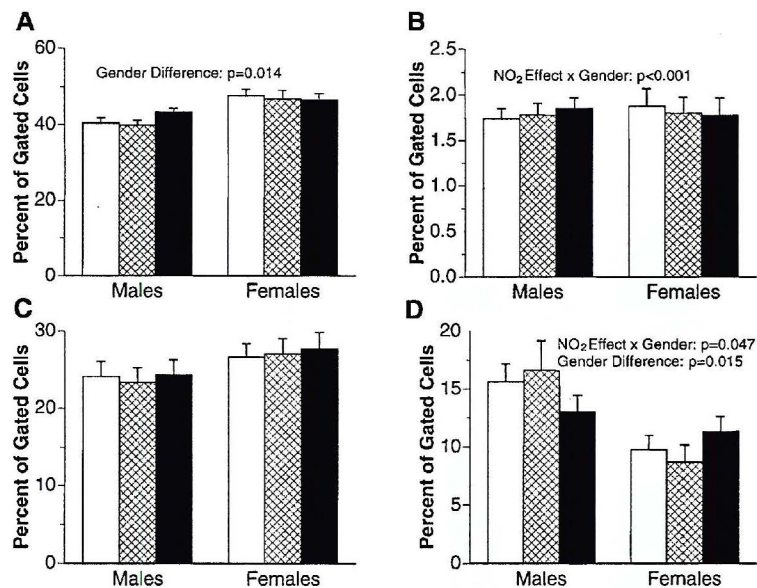 A
Percent of Gated Cells
60
40
20
0
Gender Difference: p=0.014
Males Females
B
Percent of Gated Cells
2.5
2.0
1.5
1.0
0.5
0.0
NO₂ Effect x Gender: p<0.001
Males Females
C
Percent of Gated Cells
30
20
10
0
Males Females
D
Percent of Gated Cells
20
15
10
5
0
NO₂ Effect x Gender: p=0.047
Gender Difference: p=0.015
Males Females